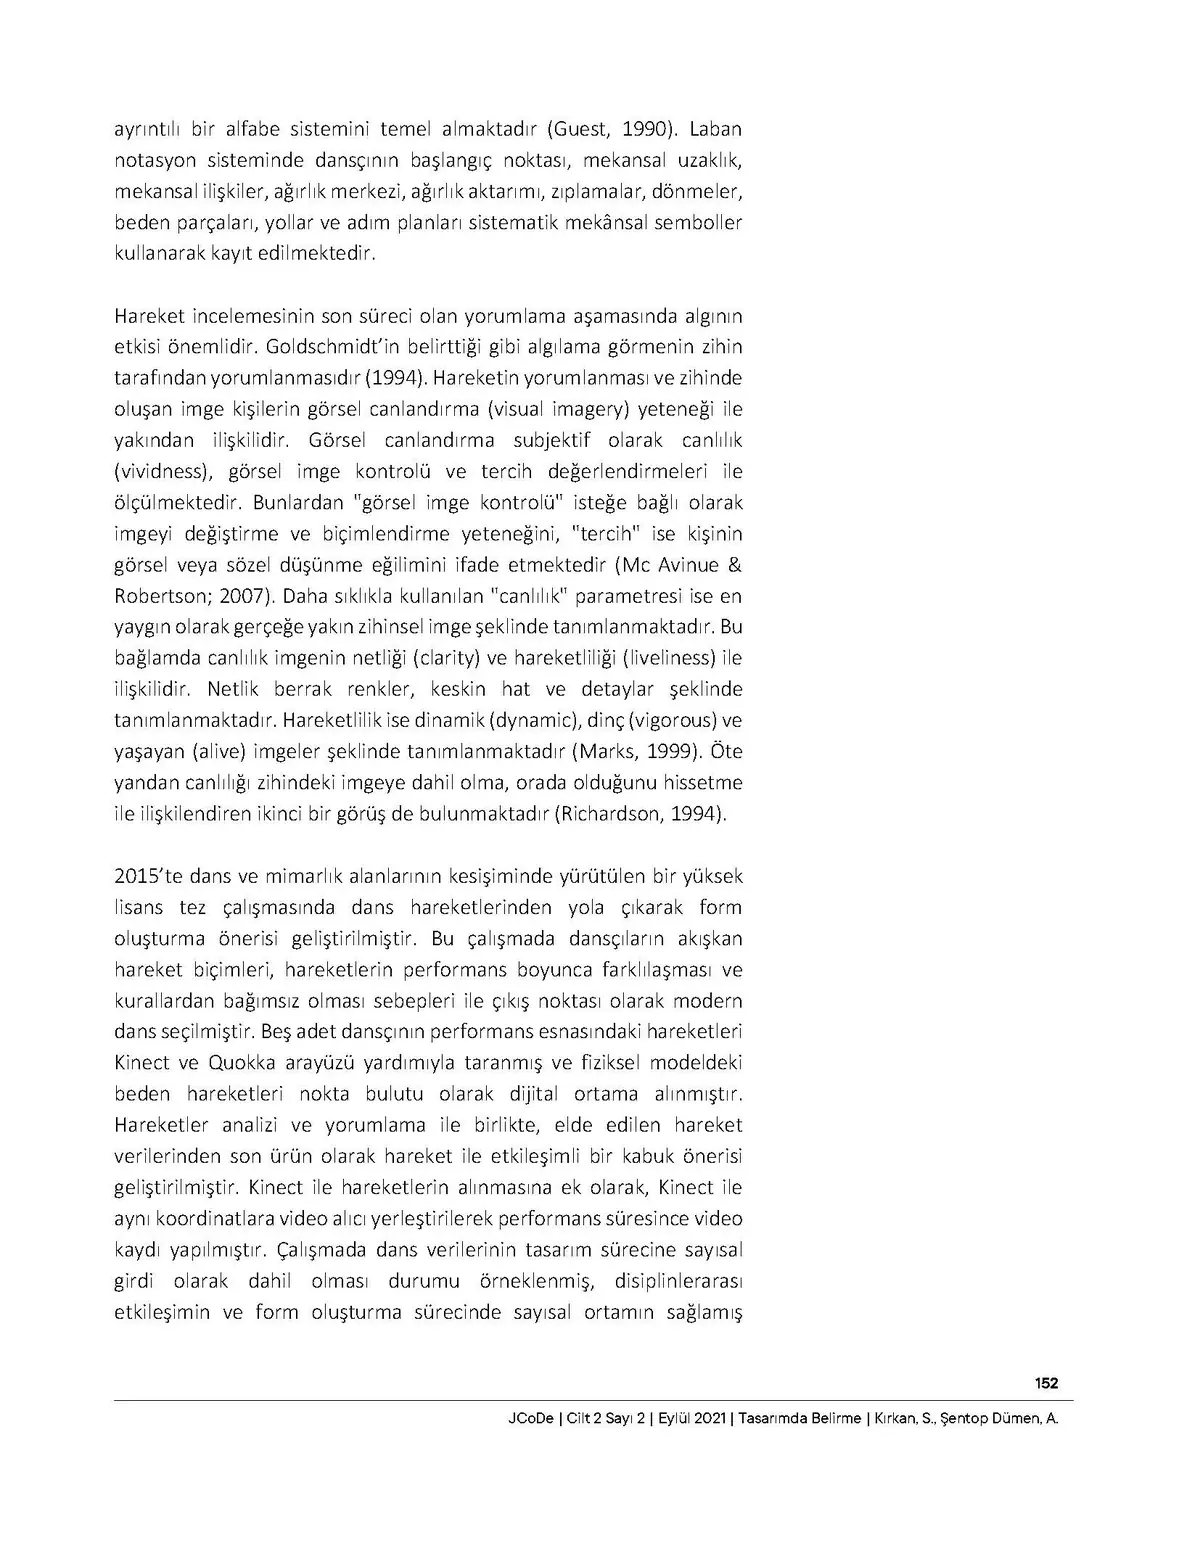 ayrıntılı bir alfabe sistemini temel almaktadır (Guest, 1990). Laban
notasyon sisteminde dansçının başlangıç noktası, mekansal uzaklık,
mekansal ilişkiler, ağırlık merkezi, ağırlık aktarımı, zıplamalar, dönmeler,
beden parçaları, yollar ve adım planları sistematik mekânsal semboller
kullanarak kayıt edilmektedir.
Hareket incelemesinin son süreci olan yorumlama aşamasında algının
etkisi önemlidir. Goldschmidt’in belirttiği gibi algılama görmenin zihin
tarafından yorumlanmasıdır (1994). Hareketin yorumlanması ve zihinde
oluşan imge kişilerin görsel canlandırma (visual imagery) yeteneği ile
yakından ilişkilidir. Görsel canlandırma subjektif olarak canlılık
(vividness), görsel imge kontrolü ve tercih değerlendirmeleri ile
ölçülmektedir. Bunlardan "görsel imge kontrolü" isteğe bağlı olarak
imgeyi değiştirme ve biçimlendirme yeteneğini, "tercih" ise kişinin
görsel veya sözel düşünme eğilimini ifade etmektedir (Mc Avinue &
Robertson; 2007). Daha sıklıkla kullanılan "canlılık" parametresi ise en
yaygın olarak gerçeğe yakın zihinsel imge şeklinde tanımlanmaktadır. Bu
bağlamda canlılık imgenin netliği (clarity) ve hareketliliği (liveliness) ile
ilişkilidir. Netlik berrak renkler, keskin hat ve detaylar şeklinde
tanımlanmaktadır. Hareketlilik ise dinamik (dynamic), dinç (vigorous) ve
yaşayan (alive) imgeler şeklinde tanımlanmaktadır (Marks, 1999). Öte
yandan canlılığı zihindeki imgeye dahil olma, orada olduğunu hissetme
ile ilişkilendiren ikinci bir görüş de bulunmaktadır (Richardson, 1994).
2015’te dans ve mimarlık alanlarının kesişiminde yürütülen bir yüksek
lisans tez çalışmasında dans hareketlerinden yola çıkarak form
oluşturma önerisi geliştirilmiştir. Bu çalışmada dansçıların akışkan
hareket biçimleri, hareketlerin performans boyunca farklılaşması ve
kurallardan bağımsız olması sebepleri ile çıkış noktası olarak modern
dans seçilmiştir. Beş adet dansçının performans esnasındaki hareketleri
Kinect ve Quokka arayüzü yardımıyla taranmış ve fiziksel modeldeki
beden hareketleri nokta bulutu olarak dijital ortama alınmıştır.
Hareketler analizi ve yorumlama ile birlikte, elde edilen hareket
verilerinden son ürün olarak hareket ile etkileşimli bir kabuk önerisi
geliştirilmiştir. Kinect ile hareketlerin alınmasına ek olarak, Kinect ile
aynı koordinatlara video alıcı yerleştirilerek performans süresince video
kaydı yapılmıştır. Çalışmada dans verilerinin tasarım sürecine sayısal
girdi olarak dahil olması durumu örneklenmiş, disiplinlerarası
etkileşimin ve form oluşturma sürecinde sayısal ortamın sağlamış
152
JCoDe | Cilt 2 Sayı 2 | Eylül 2021 | Tasarımda Belirme | Kırkan, S., Şentop Dümen, A.